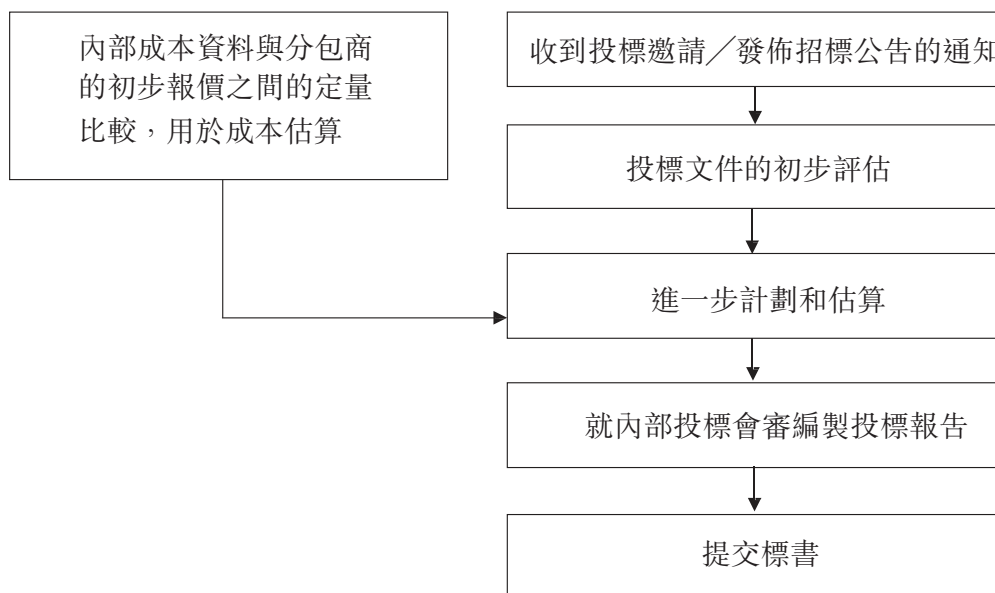 內部成本資料與分包商
的初步報價之間的定量
比較，用於成本估算
收到投標邀請／發佈招標公告的通知
投標文件的初步評估
進一步計劃和估算
就內部投標會審編製投標報告
提交標書